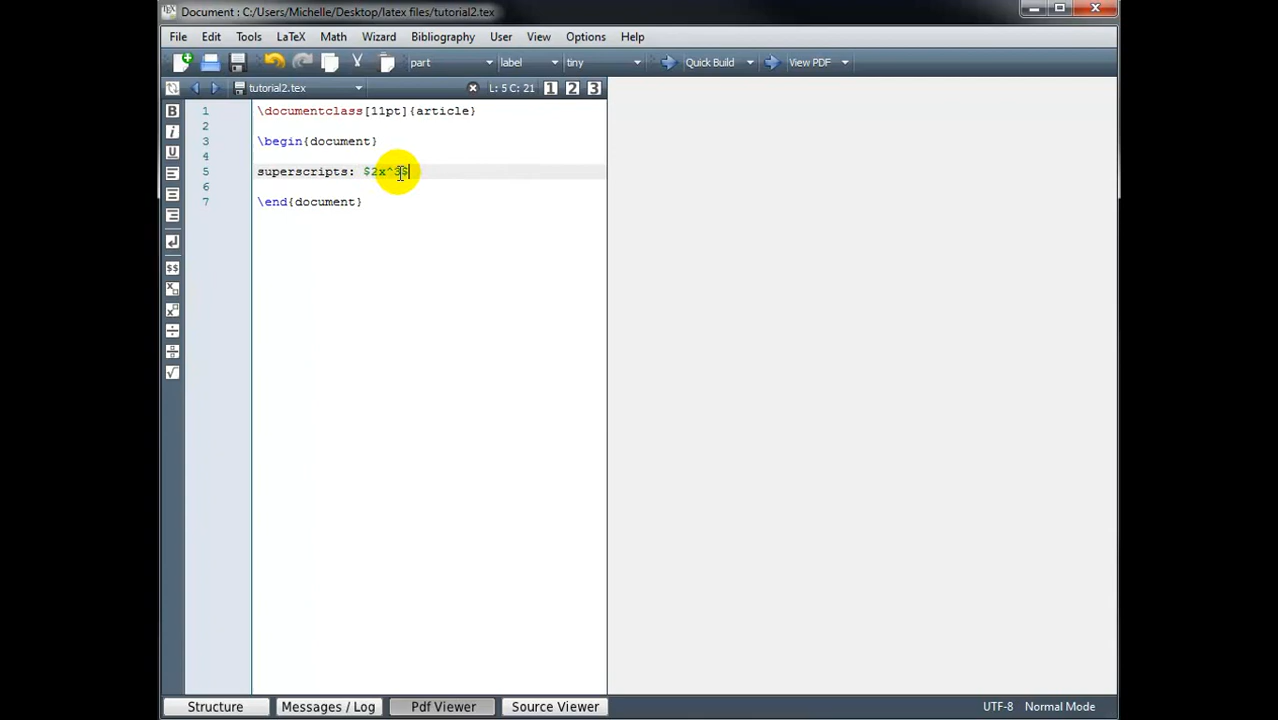 Document : C:/Users/Michelle/Desktop/latex files/tutorial2.tex
File Edit Tools LaTeX Math Wizard Bibliography User View Options Help
part label tiny Quick Build View PDF
tutorial2.tex L: 5 C: 21 1 2 3
1 \documentclass[11pt]{article}
2
3 \begin{document}
4
5 superscripts: $2x^3$
6
7 \end{document}
Structure Messages / Log Pdf Viewer Source Viewer UTF-8 Normal Mode